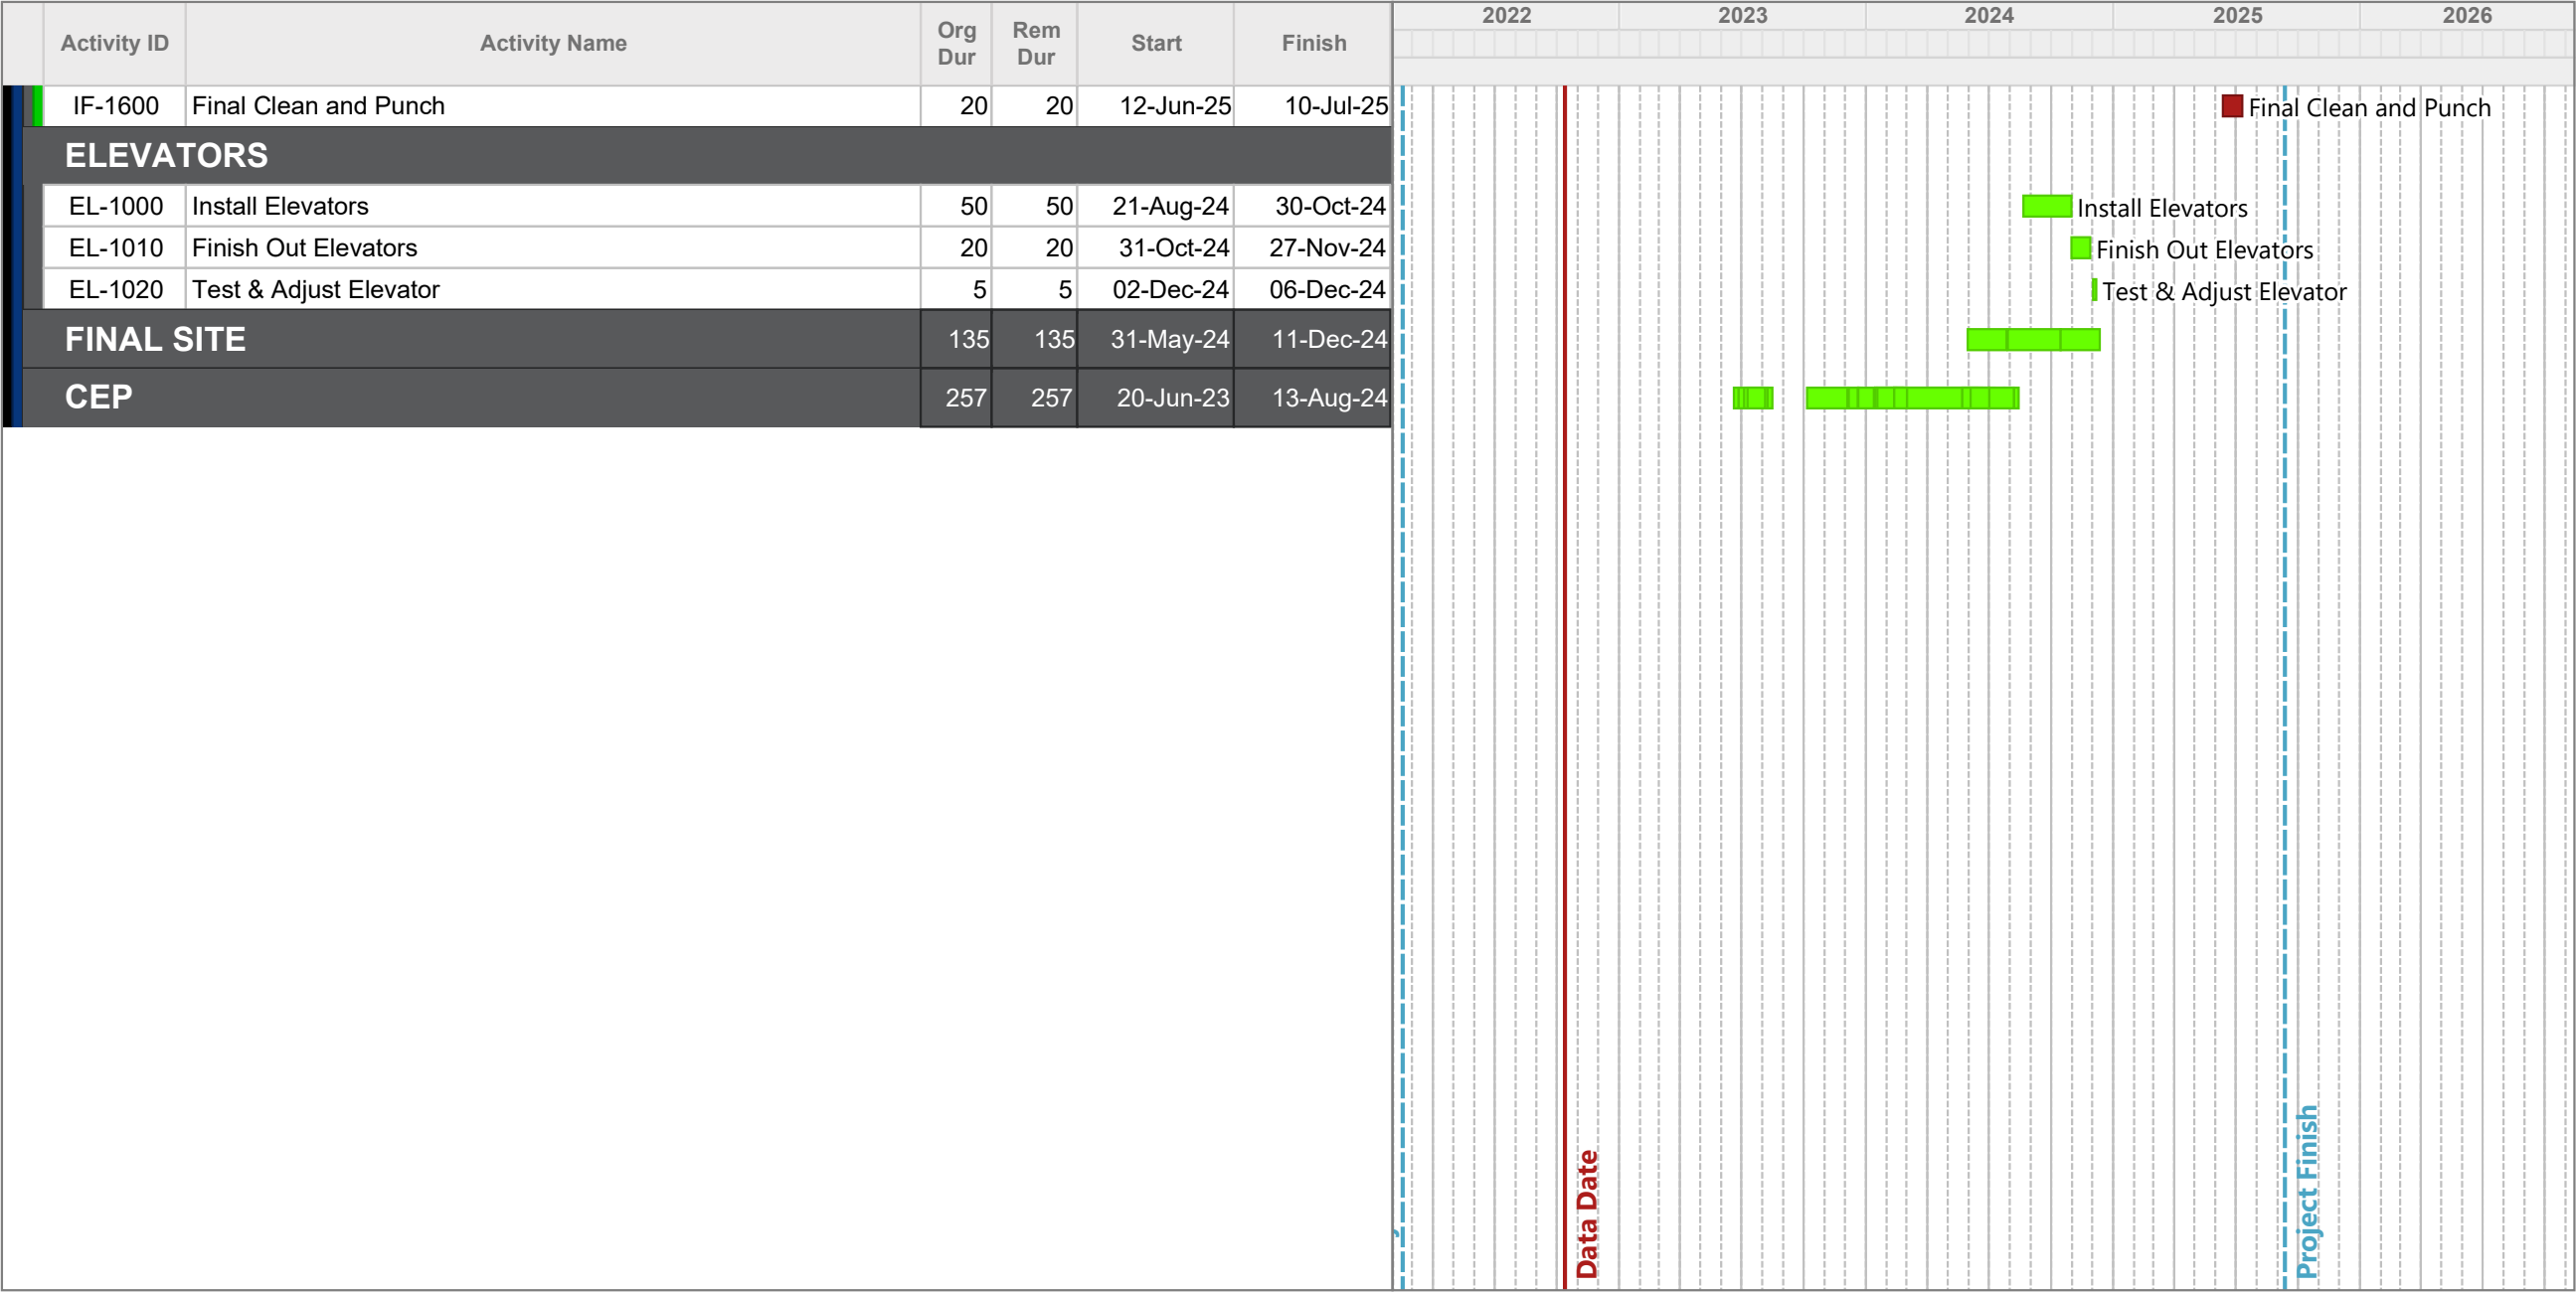 Activity ID Activity Name Org Dur Rem Dur Start Finish 2022 2023 2024 2025 2026
IF-1600 Final Clean and Punch 20 20 12-Jun-25 10-Jul-25 Final Clean and Punch
ELEVATORS
EL-1000 Install Elevators 50 50 21-Aug-24 30-Oct-24 Install Elevators
EL-1010 Finish Out Elevators 20 20 31-Oct-24 27-Nov-24 Finish Out Elevators
EL-1020 Test & Adjust Elevator 5 5 02-Dec-24 06-Dec-24 Test & Adjust Elevator
FINAL SITE 135 135 31-May-24 11-Dec-24
CEP 257 257 20-Jun-23 13-Aug-24
Data Date
Project Finish